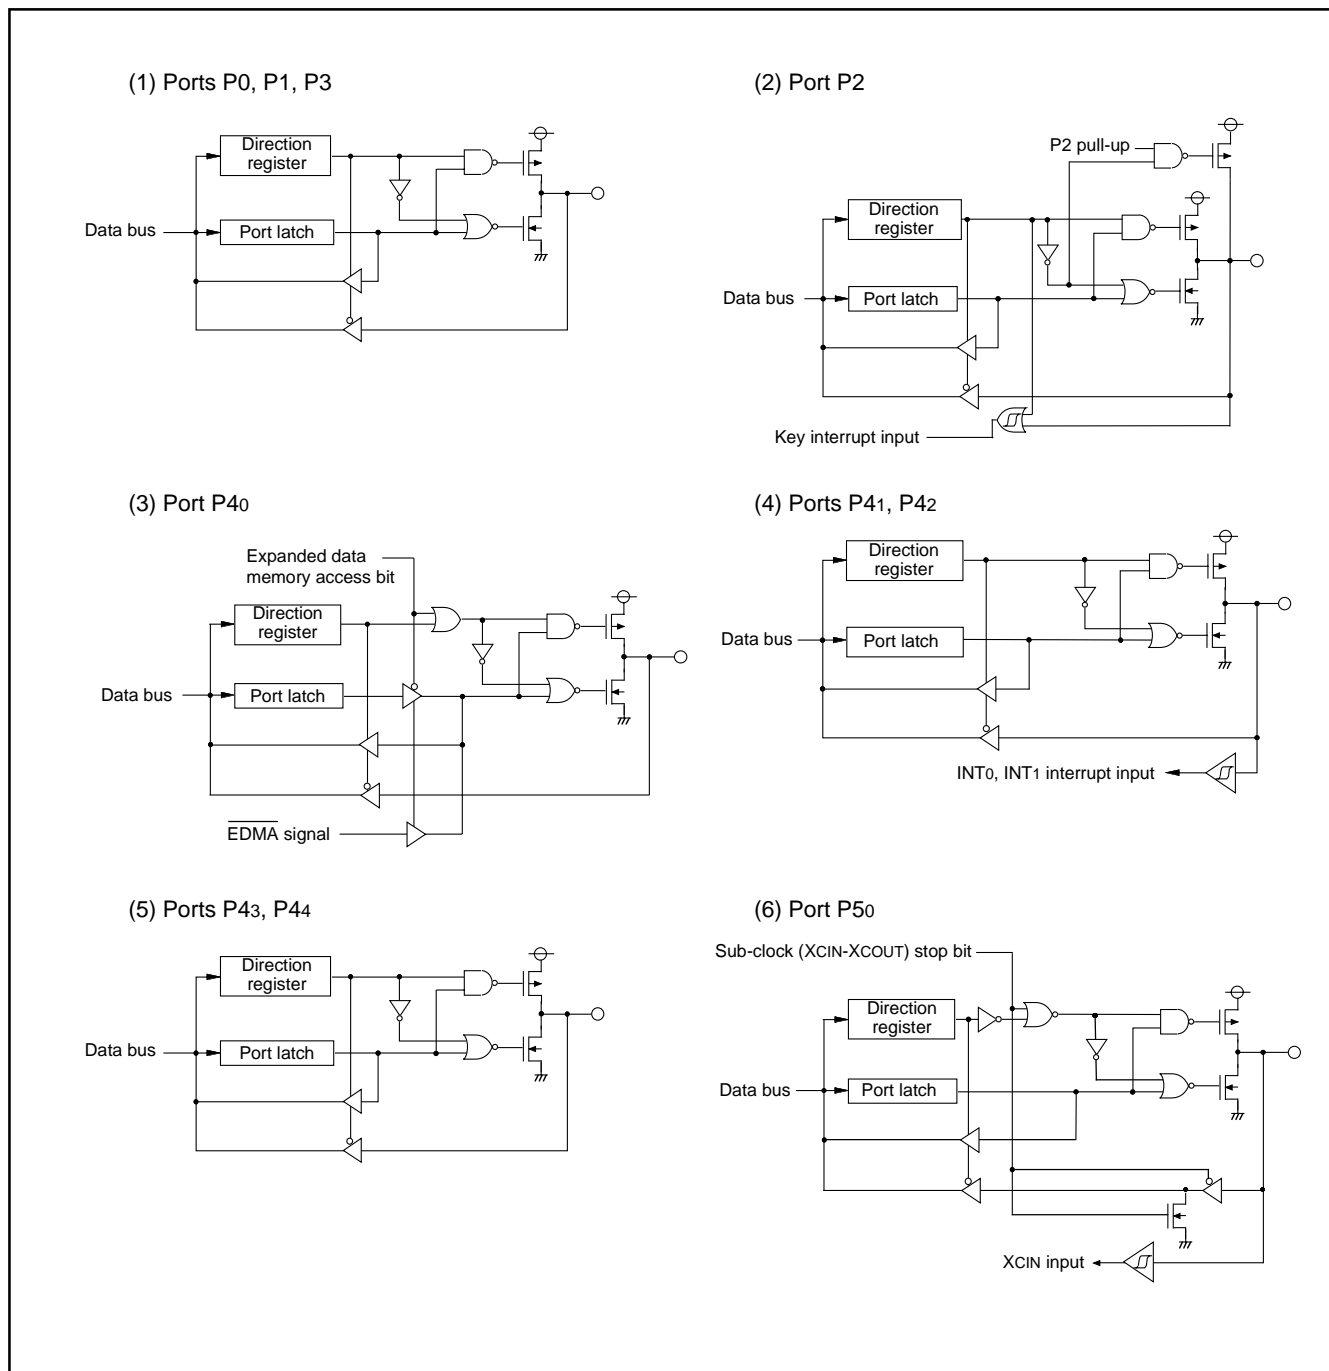 (1) Ports P0, P1, P3
Direction
register
Data bus
Port latch
(2) Port P2
P2 pull-up
Direction
register
Data bus
Port latch
Key interrupt input
(3) Port P40
Expanded data
memory access bit
Direction
register
Data bus
Port latch
EDMA signal
(4) Ports P41, P42
Direction
register
Data bus
Port latch
INT0, INT1 interrupt input
(5) Ports P43, P44
Direction
register
Data bus
Port latch
(6) Port P50
Sub-clock (XCIN-XCOUT) stop bit
Direction
register
Data bus
Port latch
XCIN input